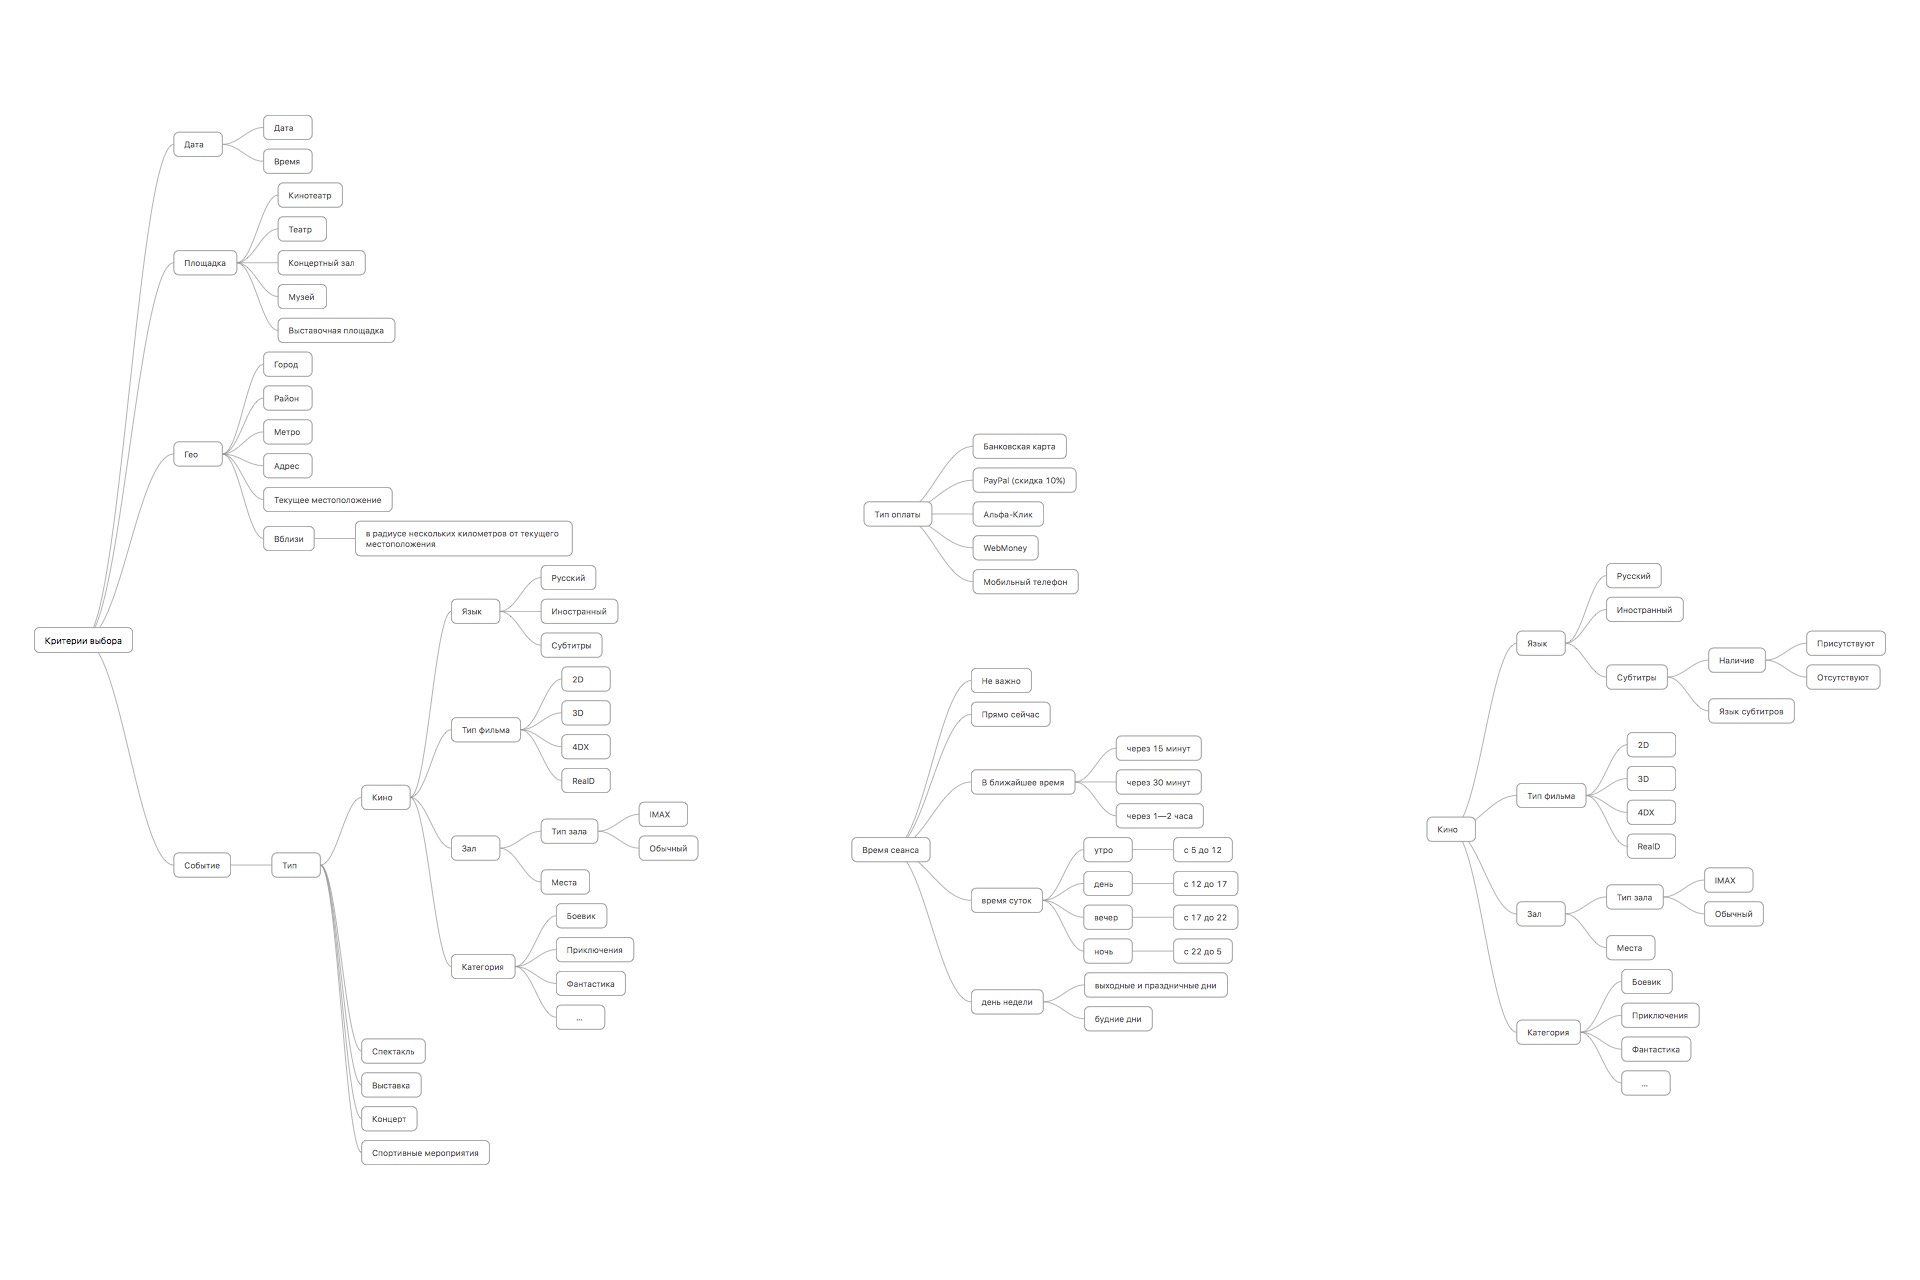 Критерии выбора
Дата
Дата
Время
Площадка
Кинотеатр
Театр
Концертный зал
Музей
Выставочная площадка
Гео
Город
Район
Метро
Адрес
Текущее местоположение
Вблизи
в радиусе нескольких километров от текущего
местоположения
Событие
Тип
Кино
Язык
Русский
Иностранный
Субтитры
Тип фильма
2D
3D
4DX
RealD
Зал
Тип зала
IMAX
Обычный
Места
Категория
Боевик
Приключения
Фантастика
...
Спектакль
Выставка
Концерт
Спортивные мероприятия
Тип оплаты
Банковская карта
PayPal (скидка 10%)
Альфа-Клик
WebMoney
Мобильный телефон
Время сеанса
Не важно
Прямо сейчас
В ближайшее время
через 15 минут
через 30 минут
через 1—2 часа
время суток
утро
с 5 до 12
день
с 12 до 17
вечер
с 17 до 22
ночь
с 22 до 5
день недели
выходные и праздничные дни
будние дни
Кино
Язык
Русский
Иностранный
Субтитры
Наличие
Присутствуют
Отсутствуют
Язык субтитров
Тип фильма
2D
3D
4DX
RealD
Зал
Тип зала
IMAX
Обычный
Места
Категория
Боевик
Приключения
Фантастика
...